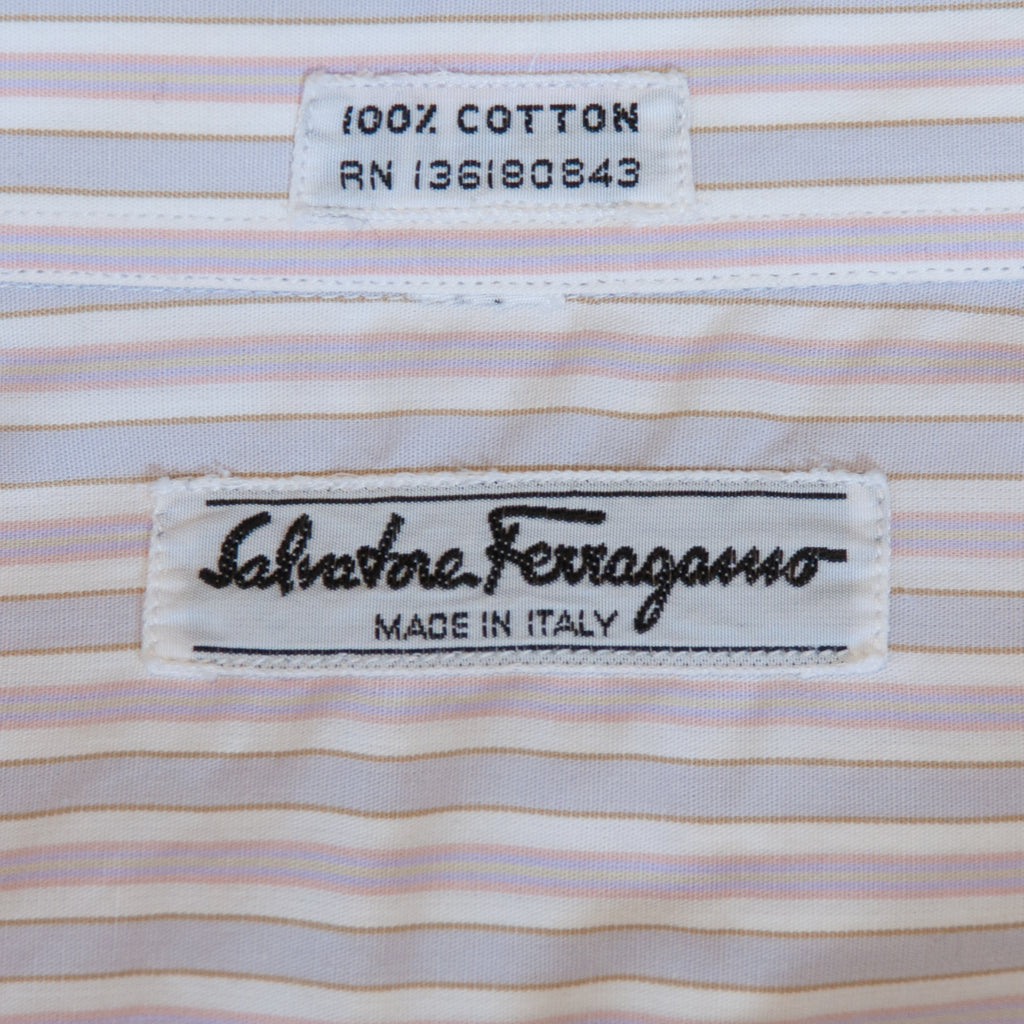 100% COTTON
RN 136180843
Salvatore Ferragamo
MADE IN ITALY